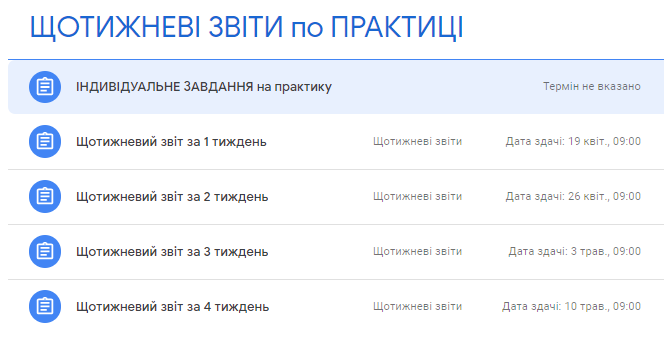 ЩОТИЖНЕВІ ЗВІТИ по ПРАКТИЦІ
ІНДИВІДУАЛЬНЕ ЗАВДАННЯ на практику Термін не вказано
Щотижневий звіт за 1 тиждень Щотижневі звіти Дата здачі: 19 квіт., 09:00
Щотижневий звіт за 2 тиждень Щотижневі звіти Дата здачі: 26 квіт., 09:00
Щотижневий звіт за 3 тиждень Щотижневі звіти Дата здачі: 3 трав., 09:00
Щотижневий звіт за 4 тиждень Щотижневі звіти Дата здачі: 10 трав., 09:00